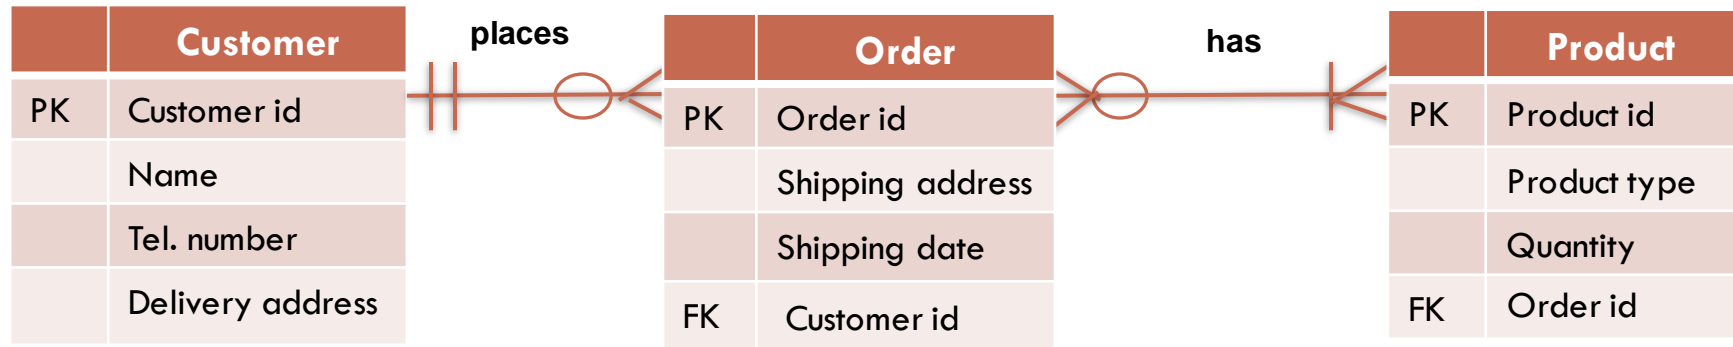 Customer
PK Customer id
Name
Tel. number
Delivery address
places
Order
PK Order id
Shipping address
Shipping date
FK Customer id
has
Product
PK Product id
Product type
Quantity
FK Order id